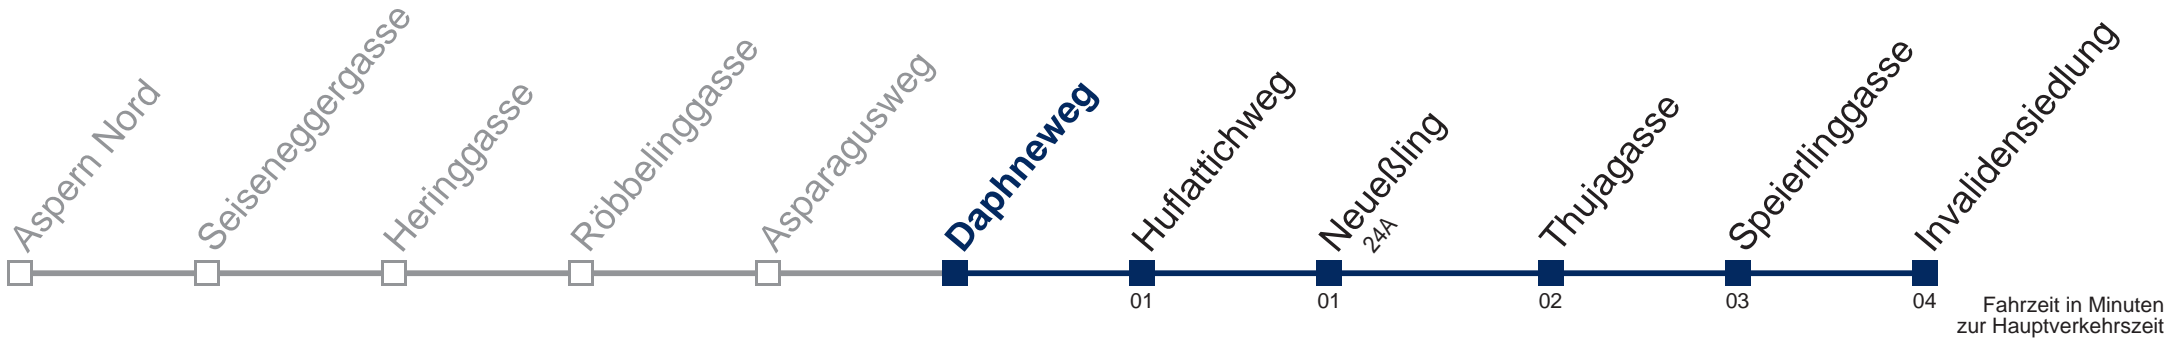 Aspern Nord
Seiseneggergasse
Heringgasse
Röbbelinggasse
Asparagusweg
Daphneweg
Huflattichweg
Neueßling
24A
Thujagasse
Speierlinggasse
Invalidensiedlung
01
01
02
03
04
Fahrzeit in Minuten
zur Hauptverkehrszeit